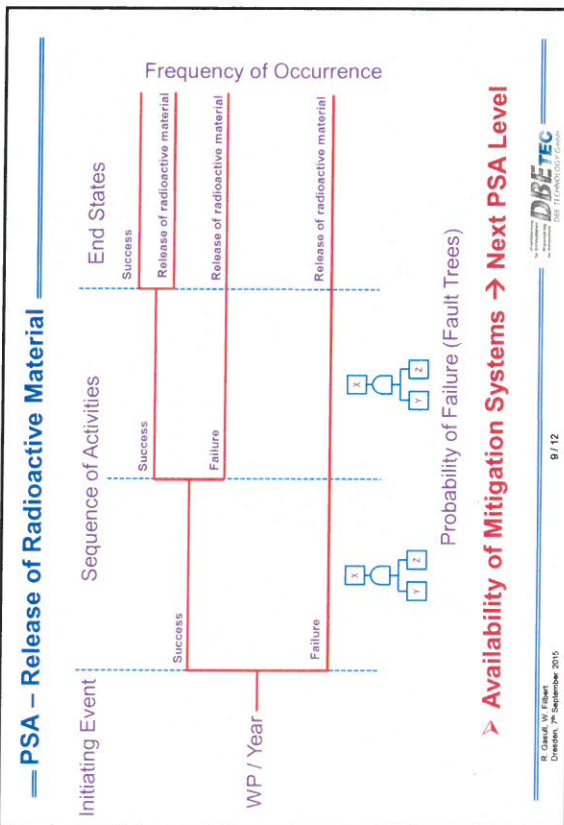 PSA – Release of Radioactive Material
Initiating Event
Sequence of Activities
End States
Frequency of Occurrence
Success
Success
Success
Release of radioactive material
WP / Year
Failure
Release of radioactive material
Failure
Release of radioactive material
X
Y
Z
X
Y
Z
Probability of Failure (Fault Trees)
➢ Availability of Mitigation Systems → Next PSA Level
R. Gasull, W. Filbert
Dresden, 7th September 2015
9 / 12
DBETEC
DBE TECHNOLOGY GmbH